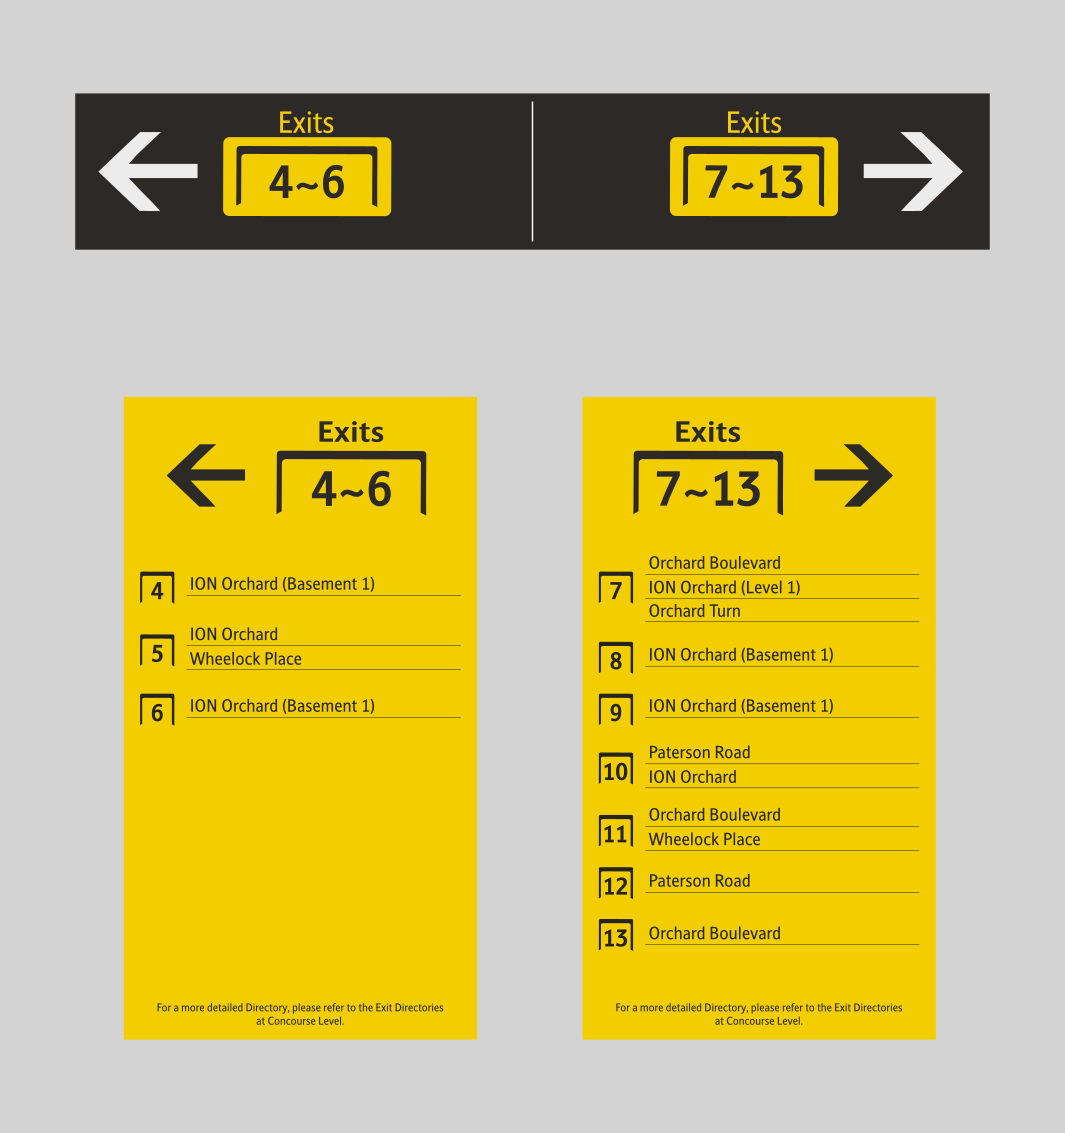 Exits
4~6
Exits
7~13
Exits
4~6
4
ION Orchard (Basement 1)
5
ION Orchard
Wheelock Place
6
ION Orchard (Basement 1)
For a more detailed Directory, please refer to the Exit Directories
at Concourse Level.
Exits
7~13
7
Orchard Boulevard
ION Orchard (Level 1)
Orchard Turn
8
ION Orchard (Basement 1)
9
ION Orchard (Basement 1)
10
Paterson Road
ION Orchard
11
Orchard Boulevard
Wheelock Place
12
Paterson Road
13
Orchard Boulevard
For a more detailed Directory, please refer to the Exit Directories
at Concourse Level.